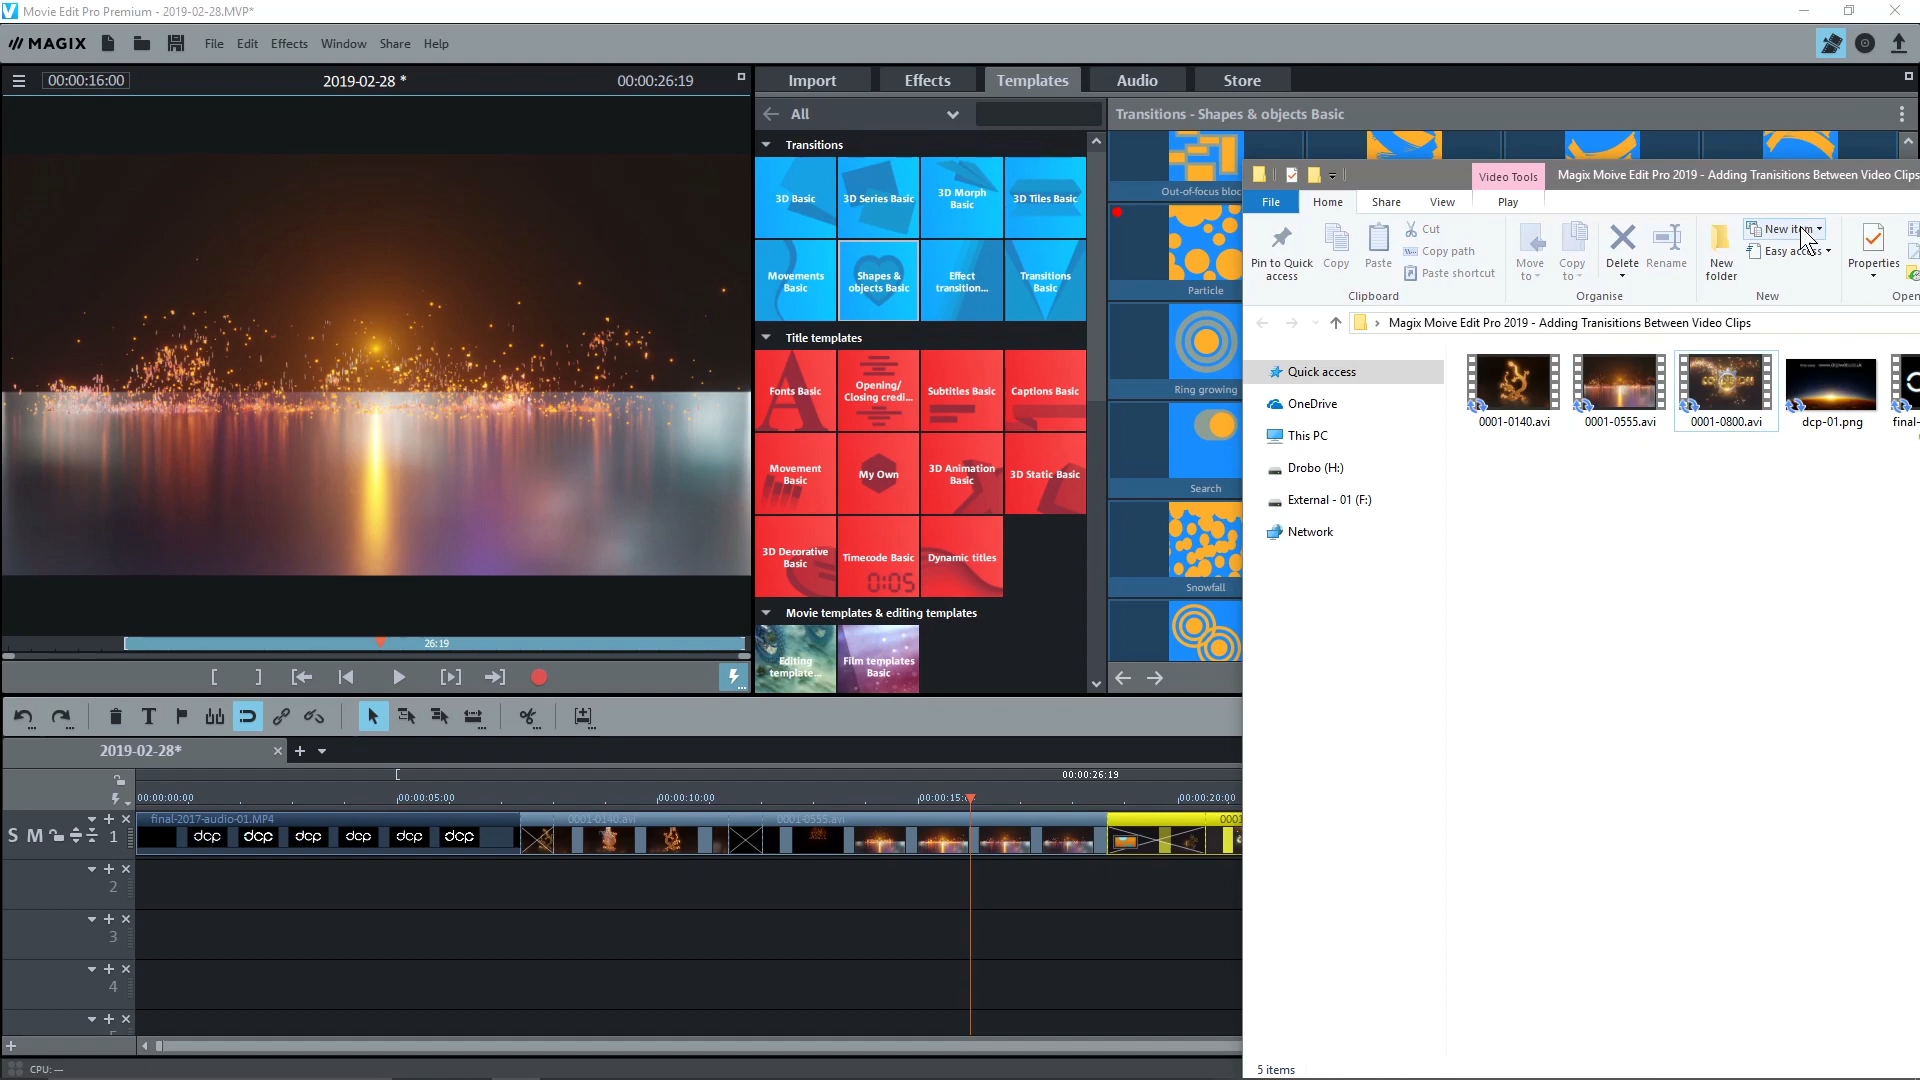 Movie Edit Pro Premium - 2019-02-28.MVP*
MAGIX
File Edit Effects Window Share Help
00:00:16:00
2019-02-28 *
00:00:26:19
Import
Effects
Templates
Audio
Store
All
Transitions - Shapes & objects Basic
Transitions
3D Basic
3D Series Basic
3D Morph Basic
3D Tiles Basic
Movements Basic
Shapes & objects Basic
Effect transition...
Transitions Basic
Title templates
Fonts Basic
Opening/ Closing credi...
Subtitles Basic
Captions Basic
Movement Basic
My Own
3D Animation Basic
3D Static Basic
3D Decorative Basic
Timecode Basic
0:05
Dynamic titles
Movie templates & editing templates
Editing template...
Film templates Basic
Out-of-focus bloc
Particle
Ring growing
Search
Snowfall
Video Tools
Magix Moive Edit Pro 2019 - Adding Tranisitions Between Video Clips
File
Home
Share
View
Play
Pin to Quick access
Copy
Paste
Cut
Copy path
Paste shortcut
Move to
Copy to
Delete
Rename
New folder
New item
Easy access
Properties
Clipboard
Organise
New
Open
Magix Moive Edit Pro 2019 - Adding Tranisitions Between Video Clips
Quick access
OneDrive
This PC
Drobo (H:)
External - 01 (F:)
Network
0001-0140.avi
0001-0555.avi
0001-0800.avi
dcp-01.png
final-
5 items
26:19
2019-02-28*
00:00:26:19
00:00:00:00
00:00:05:00
00:00:10:00
00:00:15:
00:00:20:00
final-2017-audio-01.MP4
0001-0140.avi
0001-0555.avi
0001
S M 1
dcp dcp dcp dcp dcp dcp
2
3
4
CPU: —